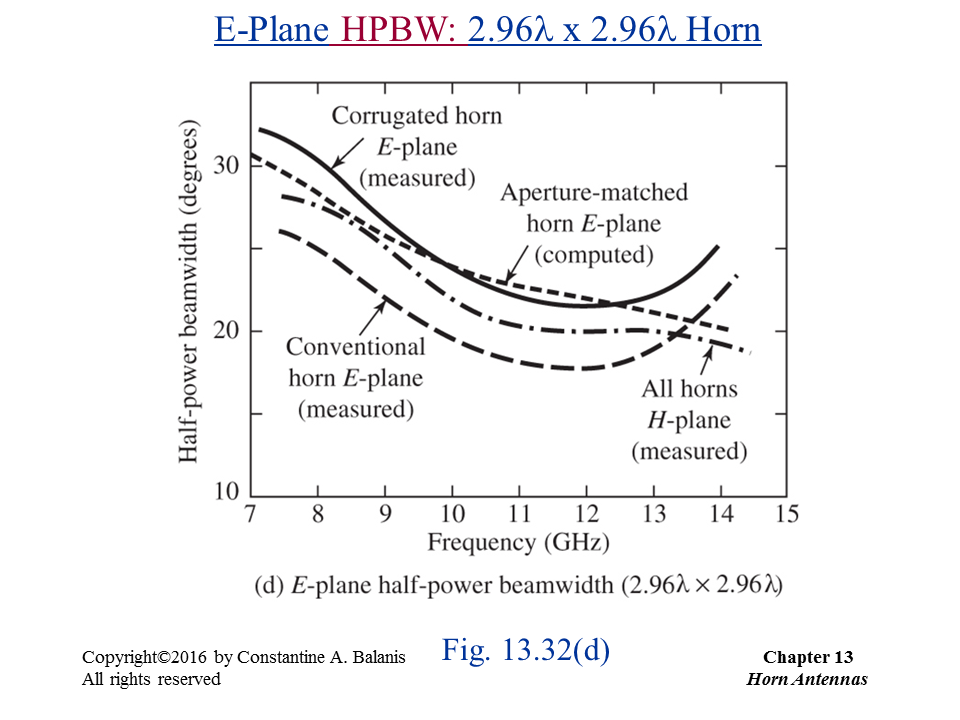 E-Plane HPBW: 2.96λ x 2.96λ Horn
Half-power beamwidth (degrees)
30
20
10
Corrugated horn
E-plane
(measured)
Aperture-matched
horn E-plane
(computed)
Conventional
horn E-plane
(measured)
All horns
H-plane
(measured)
7 8 9 10 11 12 13 14 15
Frequency (GHz)
(d) E-plane half-power beamwidth (2.96λ × 2.96λ)
Fig. 13.32(d)
Copyright©2016 by Constantine A. Balanis
All rights reserved
Chapter 13
Horn Antennas